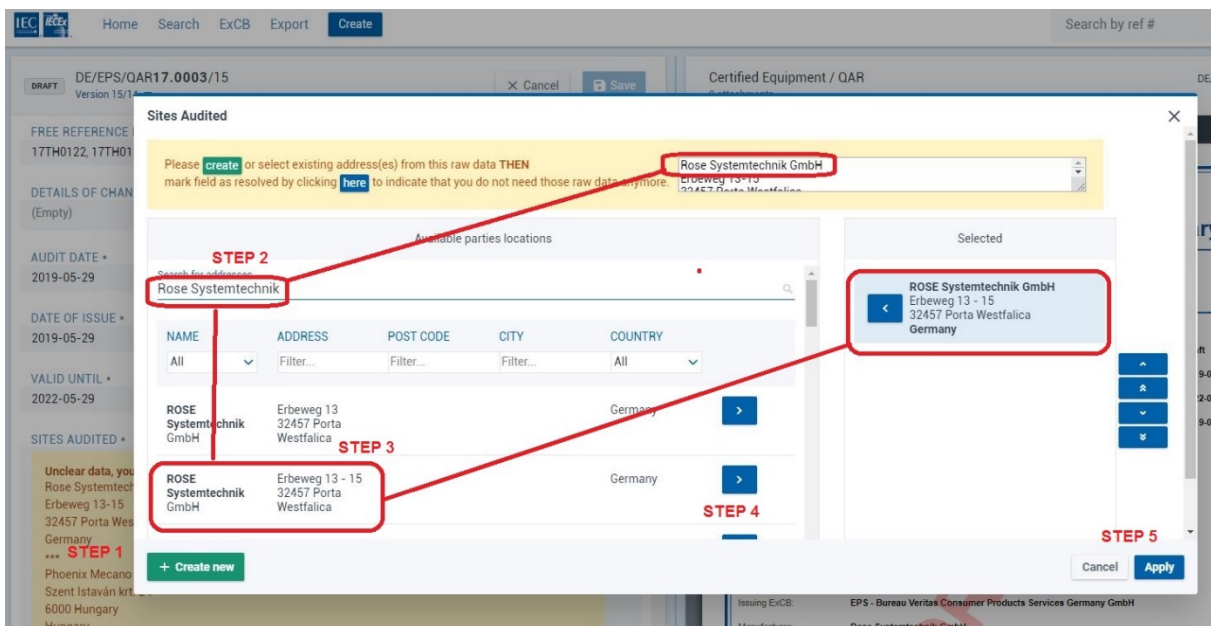 IEC IECEx Home Search ExCB Export Create Search by ref #
DRAFT DE/EPS/QAR17.0003/15
Version 15/14
× Cancel Save
Certified Equipment / QAR
FREE REFERENCE
17TH0122, 17TH01
DETAILS OF CHAN
(Empty)
AUDIT DATE •
2019-05-29
DATE OF ISSUE •
2019-05-29
VALID UNTIL •
2022-05-29
SITES AUDITED •
Unclear data, you
Rose Systemtech
Erbeweg 13-15
32457 Porta Wes
Germany
*** STEP 1
Phoenix Mecano
Szent István krt.
6000 Hungary
Sites Audited
Please create or select existing address(es) from this raw data THEN
mark field as resolved by clicking here to indicate that you do not need those raw data anymore.
Rose Systemtechnik GmbH
Erbeweg 13-15
32457 Porta Westfalica
Available parties locations
STEP 2
Search for addresses
Rose Systemtechnik
NAME ADDRESS POST CODE CITY COUNTRY
All Filter... Filter... Filter... All
ROSE Erbeweg 13 Germany
Systemtechnik 32457 Porta
GmbH Westfalica
STEP 3
ROSE Erbeweg 13 - 15 Germany
Systemtechnik 32457 Porta
GmbH Westfalica
STEP 4
Selected
ROSE Systemtechnik GmbH
Erbeweg 13 - 15
32457 Porta Westfalica
Germany
STEP 5
+ Create new
Cancel Apply
Issuing ExCB: EPS - Bureau Veritas Consumer Products Services Germany GmbH